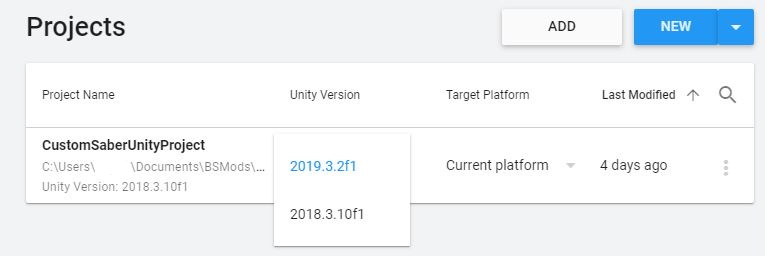 Projects
ADD
NEW
Project Name
Unity Version
Target Platform
Last Modified
CustomSaberUnityProject
C:\Users\ \Documents\BSMods\...
Unity Version: 2018.3.10f1
2019.3.2f1
2018.3.10f1
Current platform
4 days ago